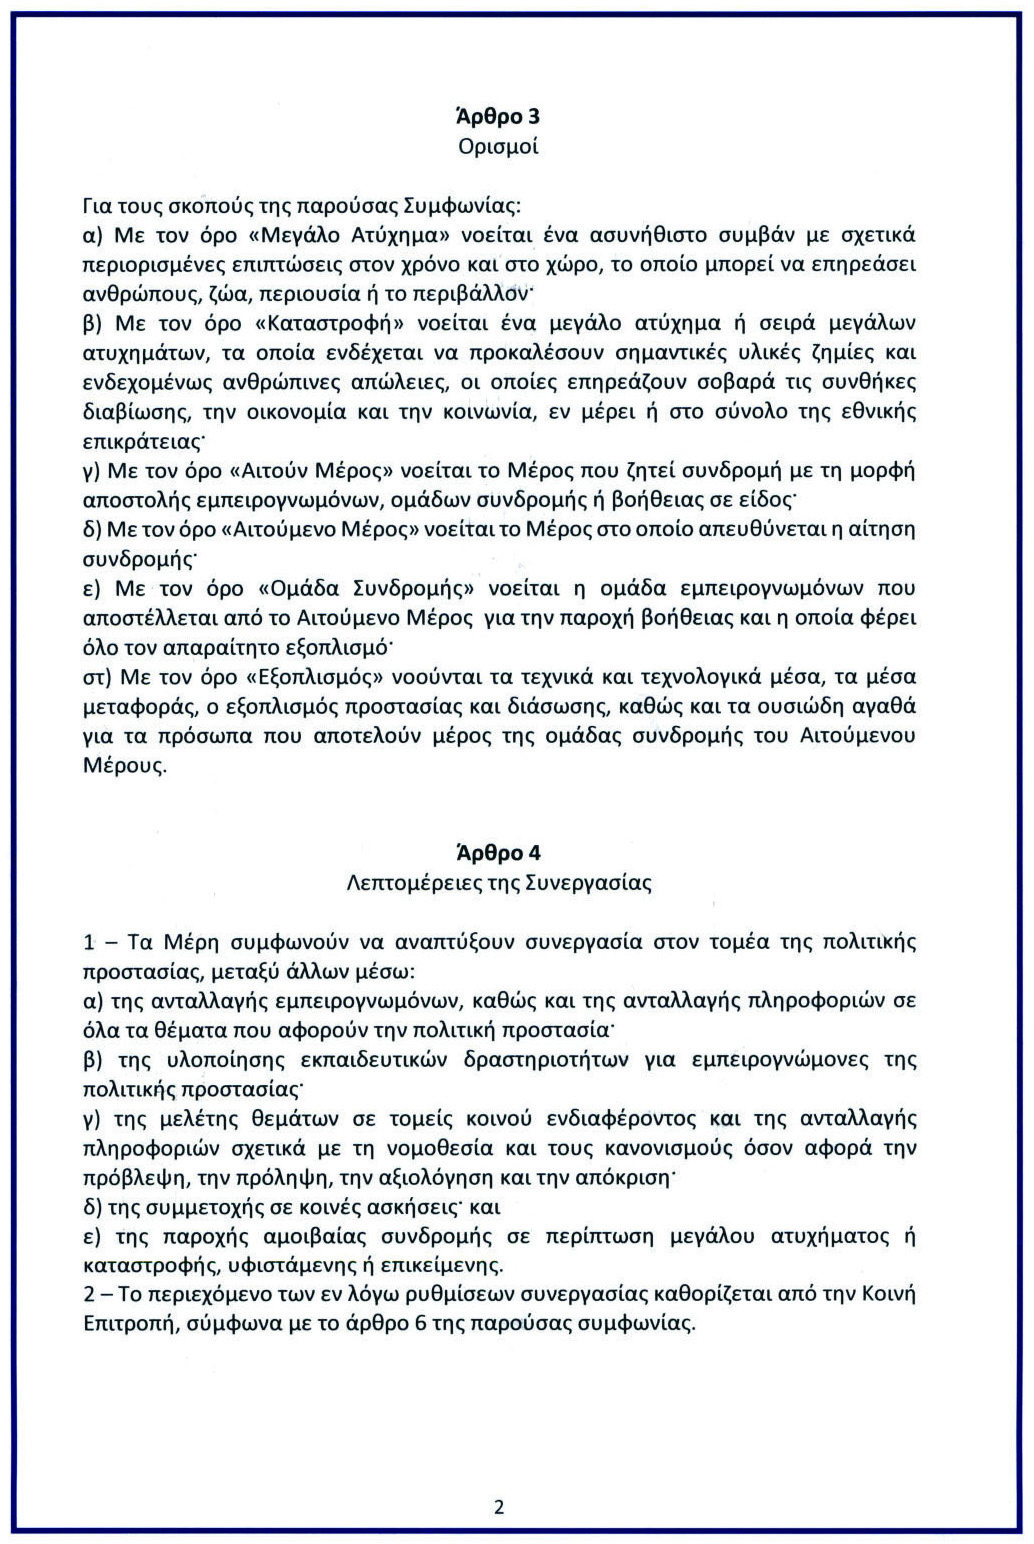 Άρθρο 3
Ορισμοί
Για τους σκοπούς της παρούσας Συμφωνίας:
α) Με τον όρο «Μεγάλο Ατύχημα» νοείται ένα ασυνήθιστο συμβάν με σχετικά
περιορισμένες επιπτώσεις στον χρόνο και στο χώρο, το οποίο μπορεί να επηρεάσει
ανθρώπους, ζώα, περιουσία ή το περιβάλλον·
β) Με τον όρο «Καταστροφή» νοείται ένα μεγάλο ατύχημα ή σειρά μεγάλων
ατυχημάτων, τα οποία ενδέχεται να προκαλέσουν σημαντικές υλικές ζημίες και
ενδεχομένως ανθρώπινες απώλειες, οι οποίες επηρεάζουν σοβαρά τις συνθήκες
διαβίωσης, την οικονομία και την κοινωνία, εν μέρει ή στο σύνολο της εθνικής
επικράτειας·
γ) Με τον όρο «Αιτούν Μέρος» νοείται το Μέρος που ζητεί συνδρομή με τη μορφή
αποστολής εμπειρογνωμόνων, ομάδων συνδρομής ή βοήθειας σε είδος·
δ) Με τον όρο «Αιτούμενο Μέρος» νοείται το Μέρος στο οποίο απευθύνεται η αίτηση
συνδρομής·
ε) Με τον όρο «Ομάδα Συνδρομής» νοείται η ομάδα εμπειρογνωμόνων που
αποστέλλεται από το Αιτούμενο Μέρος για την παροχή βοήθειας και η οποία φέρει
όλο τον απαραίτητο εξοπλισμό·
στ) Με τον όρο «Εξοπλισμός» νοούνται τα τεχνικά και τεχνολογικά μέσα, τα μέσα
μεταφοράς, ο εξοπλισμός προστασίας και διάσωσης, καθώς και τα ουσιώδη αγαθά
για τα πρόσωπα που αποτελούν μέρος της ομάδας συνδρομής του Αιτούμενου
Μέρους.
Άρθρο 4
Λεπτομέρειες της Συνεργασίας
1 – Τα Μέρη συμφωνούν να αναπτύξουν συνεργασία στον τομέα της πολιτικής
προστασίας, μεταξύ άλλων μέσω:
α) της ανταλλαγής εμπειρογνωμόνων, καθώς και της ανταλλαγής πληροφοριών σε
όλα τα θέματα που αφορούν την πολιτική προστασία·
β) της υλοποίησης εκπαιδευτικών δραστηριοτήτων για εμπειρογνώμονες της
πολιτικής προστασίας·
γ) της μελέτης θεμάτων σε τομείς κοινού ενδιαφέροντος και της ανταλλαγής
πληροφοριών σχετικά με τη νομοθεσία και τους κανονισμούς όσον αφορά την
πρόβλεψη, την πρόληψη, την αξιολόγηση και την απόκριση·
δ) της συμμετοχής σε κοινές ασκήσεις· και
ε) της παροχής αμοιβαίας συνδρομής σε περίπτωση μεγάλου ατυχήματος ή
καταστροφής, υφιστάμενης ή επικείμενης.
2 – Το περιεχόμενο των εν λόγω ρυθμίσεων συνεργασίας καθορίζεται από την Κοινή
Επιτροπή, σύμφωνα με το άρθρο 6 της παρούσας συμφωνίας.
2